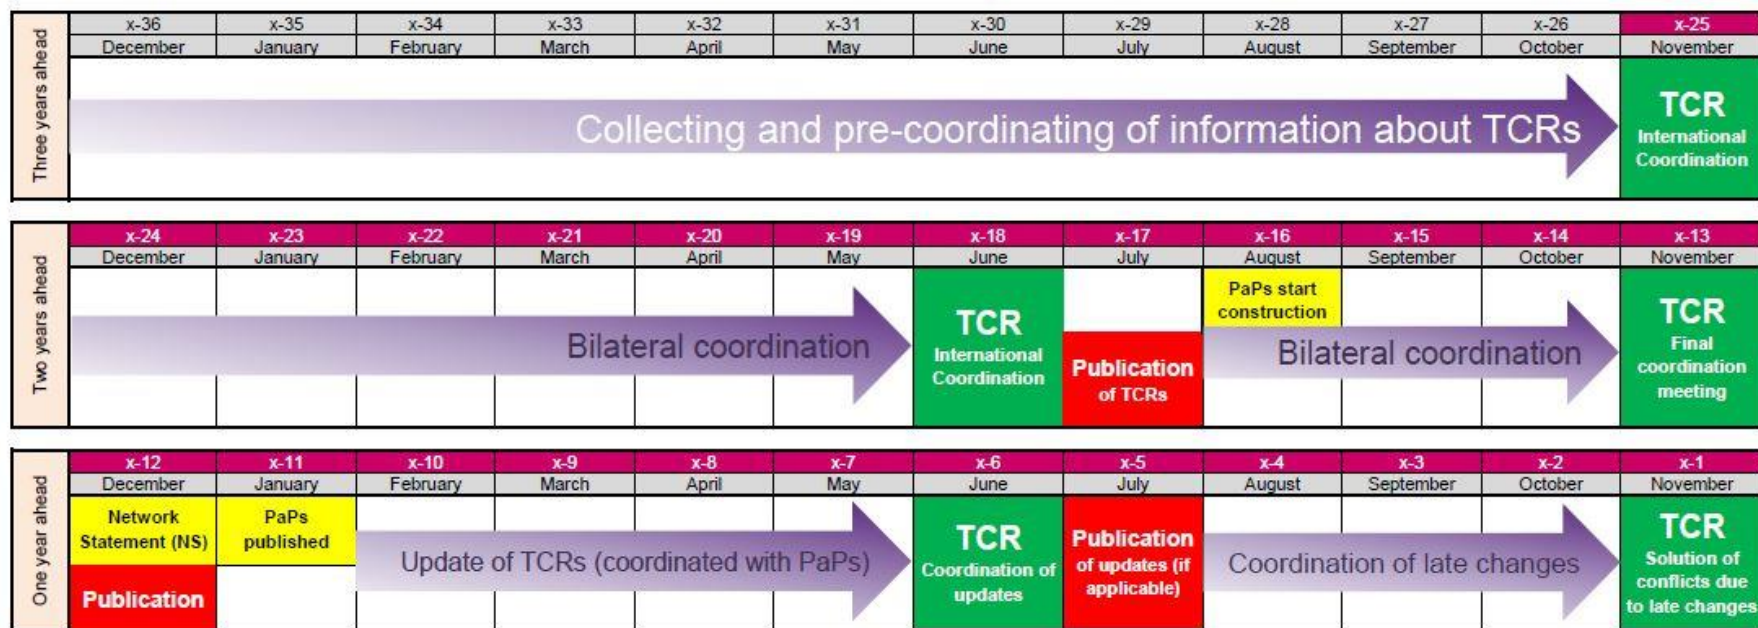 Three years ahead
x-36 x-35 x-34 x-33 x-32 x-31 x-30 x-29 x-28 x-27 x-26 x-25
December January February March April May June July August September October November
Collecting and pre-coordinating of information about TCRs
TCR
International
Coordination
Two years ahead
x-24 x-23 x-22 x-21 x-20 x-19 x-18 x-17 x-16 x-15 x-14 x-13
December January February March April May June July August September October November
Bilateral coordination
TCR
International
Coordination
Publication
of TCRs
PaPs start
construction
Bilateral coordination
TCR
Final
coordination
meeting
One year ahead
x-12 x-11 x-10 x-9 x-8 x-7 x-6 x-5 x-4 x-3 x-2 x-1
December January February March April May June July August September October November
Network
Statement (NS)
Publication
PaPs
published
Update of TCRs (coordinated with PaPs)
TCR
Coordination of
updates
Publication
of updates (if
applicable)
Coordination of late changes
TCR
Solution of
conflicts due
to late changes